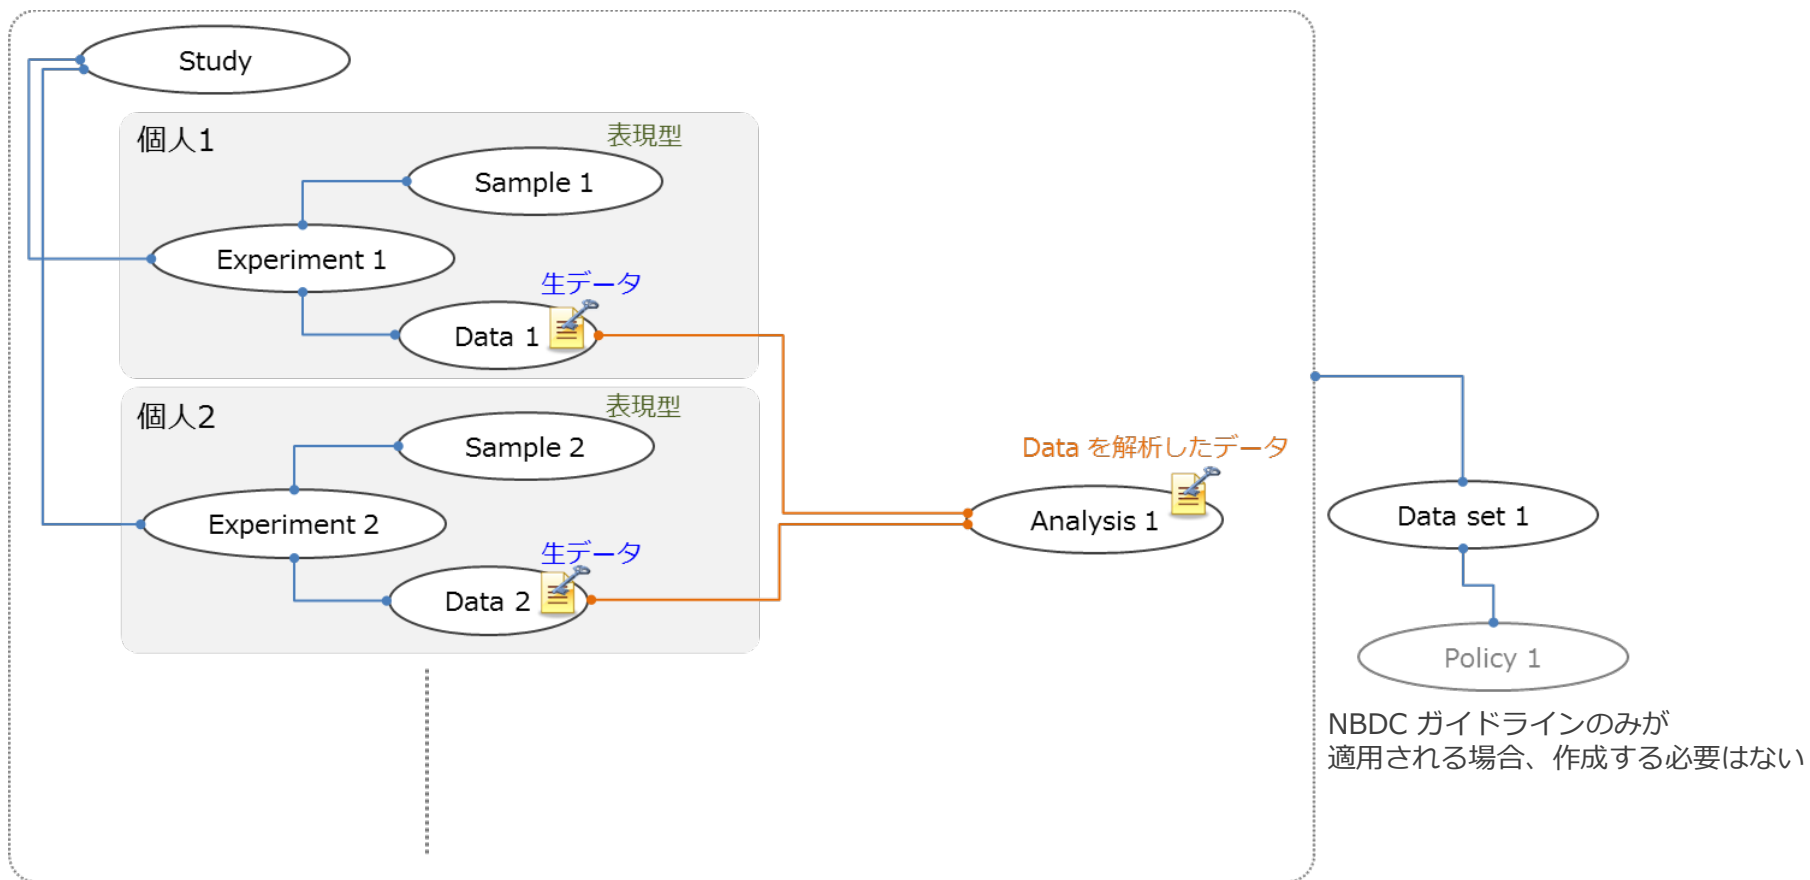 Study
個人1
表現型
Sample 1
Experiment 1
生データ
Data 1
個人2
表現型
Sample 2
Experiment 2
生データ
Data 2
Data を解析したデータ
Analysis 1
Data set 1
Policy 1
NBDC ガイドラインのみが
適用される場合、作成する必要はない